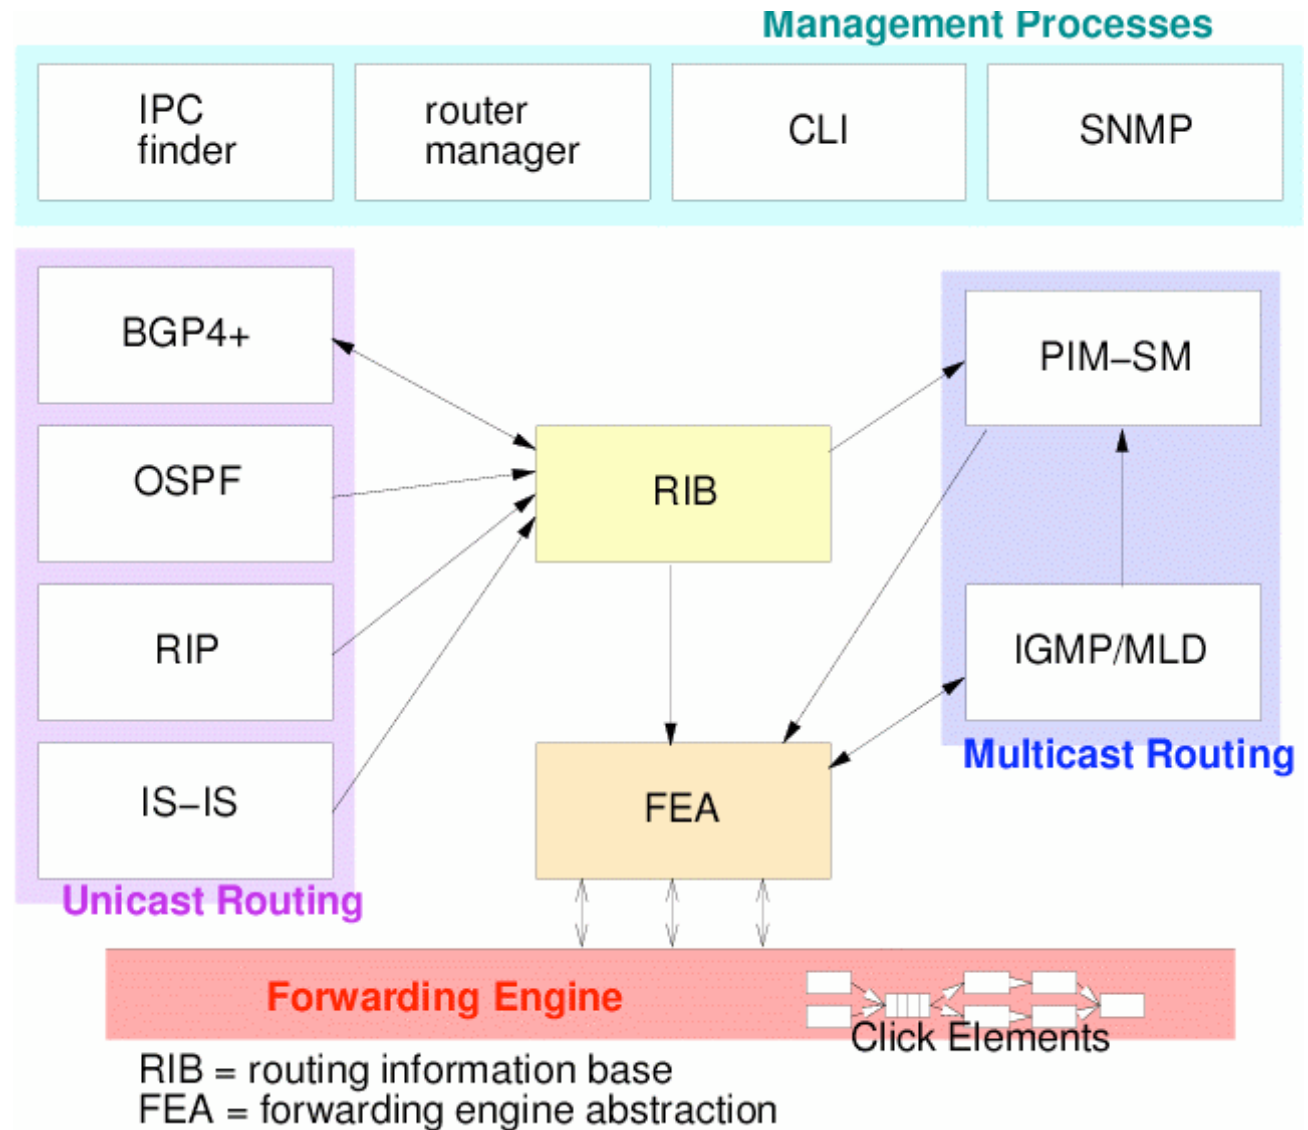 Management Processes
IPC
finder
router
manager
CLI
SNMP
BGP4+
OSPF
RIP
IS–IS
Unicast Routing
RIB
FEA
PIM–SM
IGMP/MLD
Multicast Routing
Forwarding Engine
Click Elements
RIB = routing information base
FEA = forwarding engine abstraction